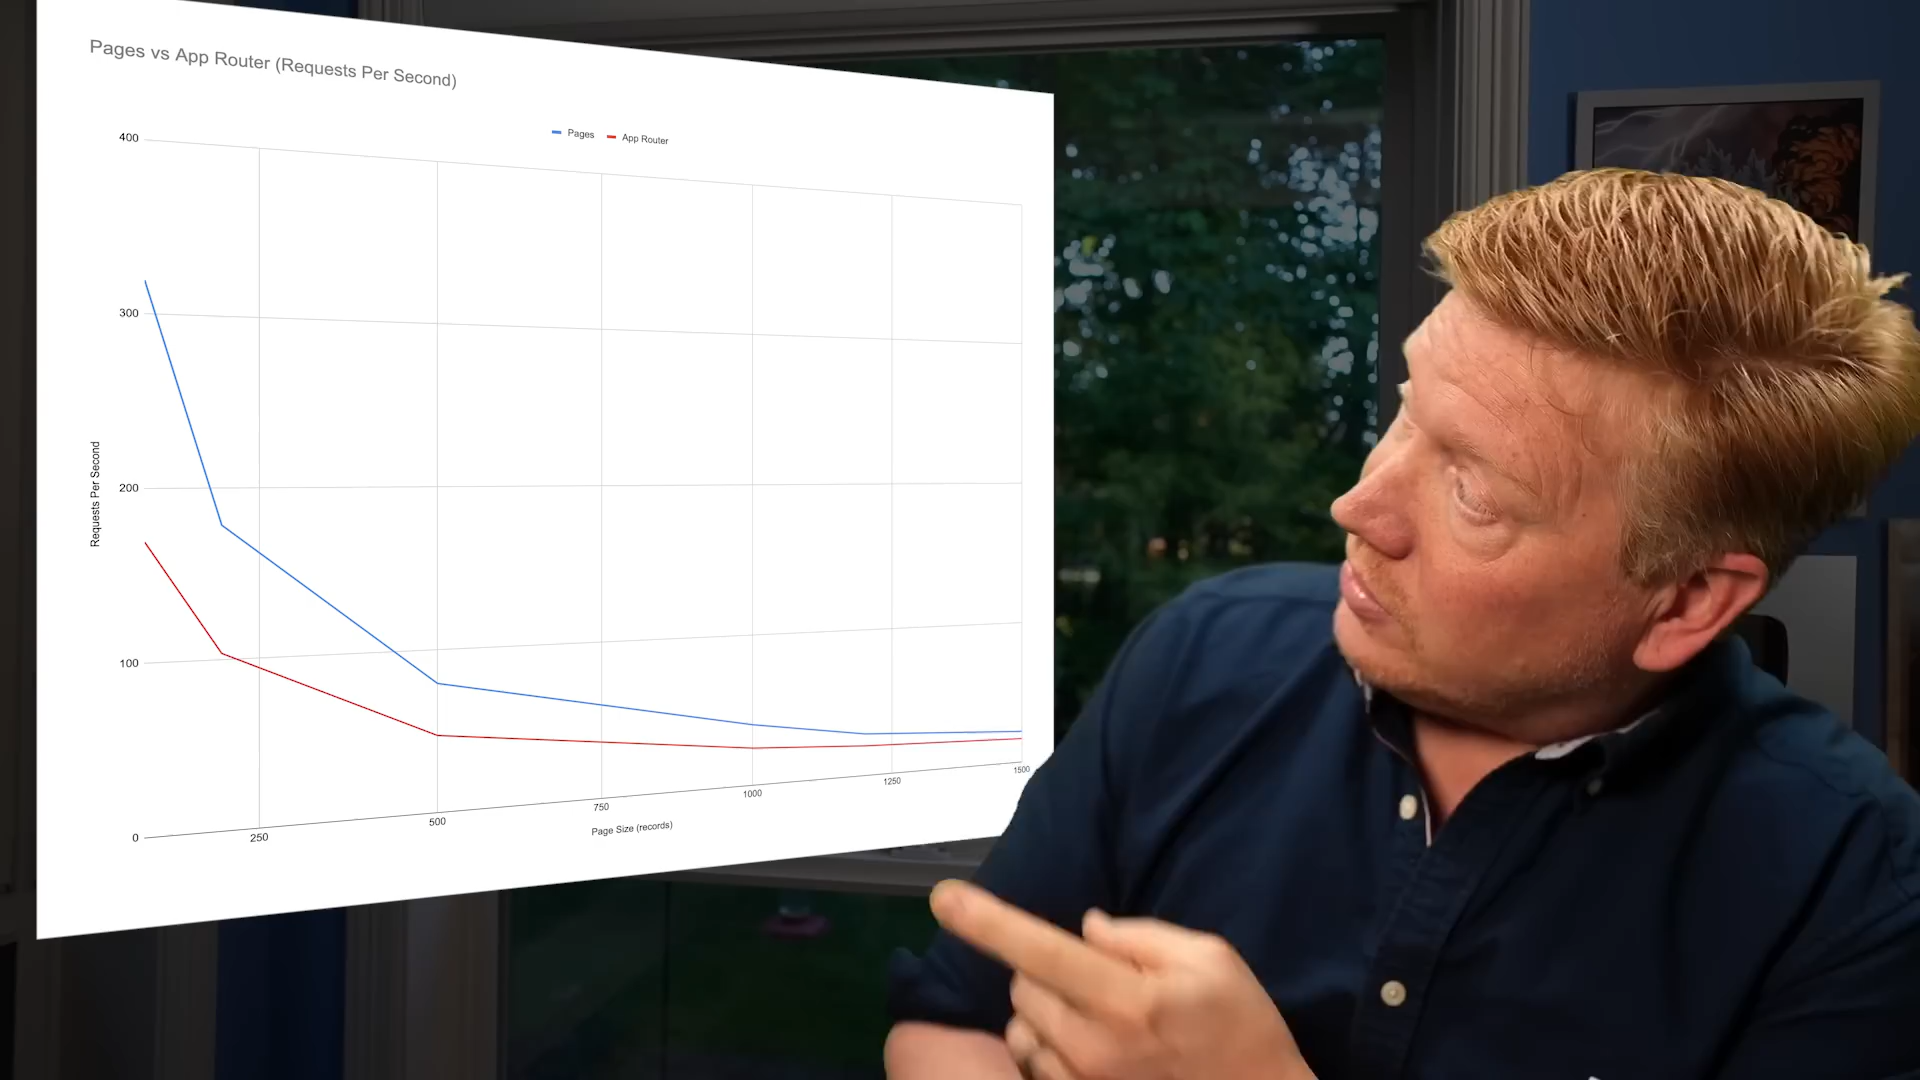 Pages vs App Router (Requests Per Second)
Pages App Router
400
300
200
100
0
Requests Per Second
250 500 750 1000 1250 1500
Page Size (records)